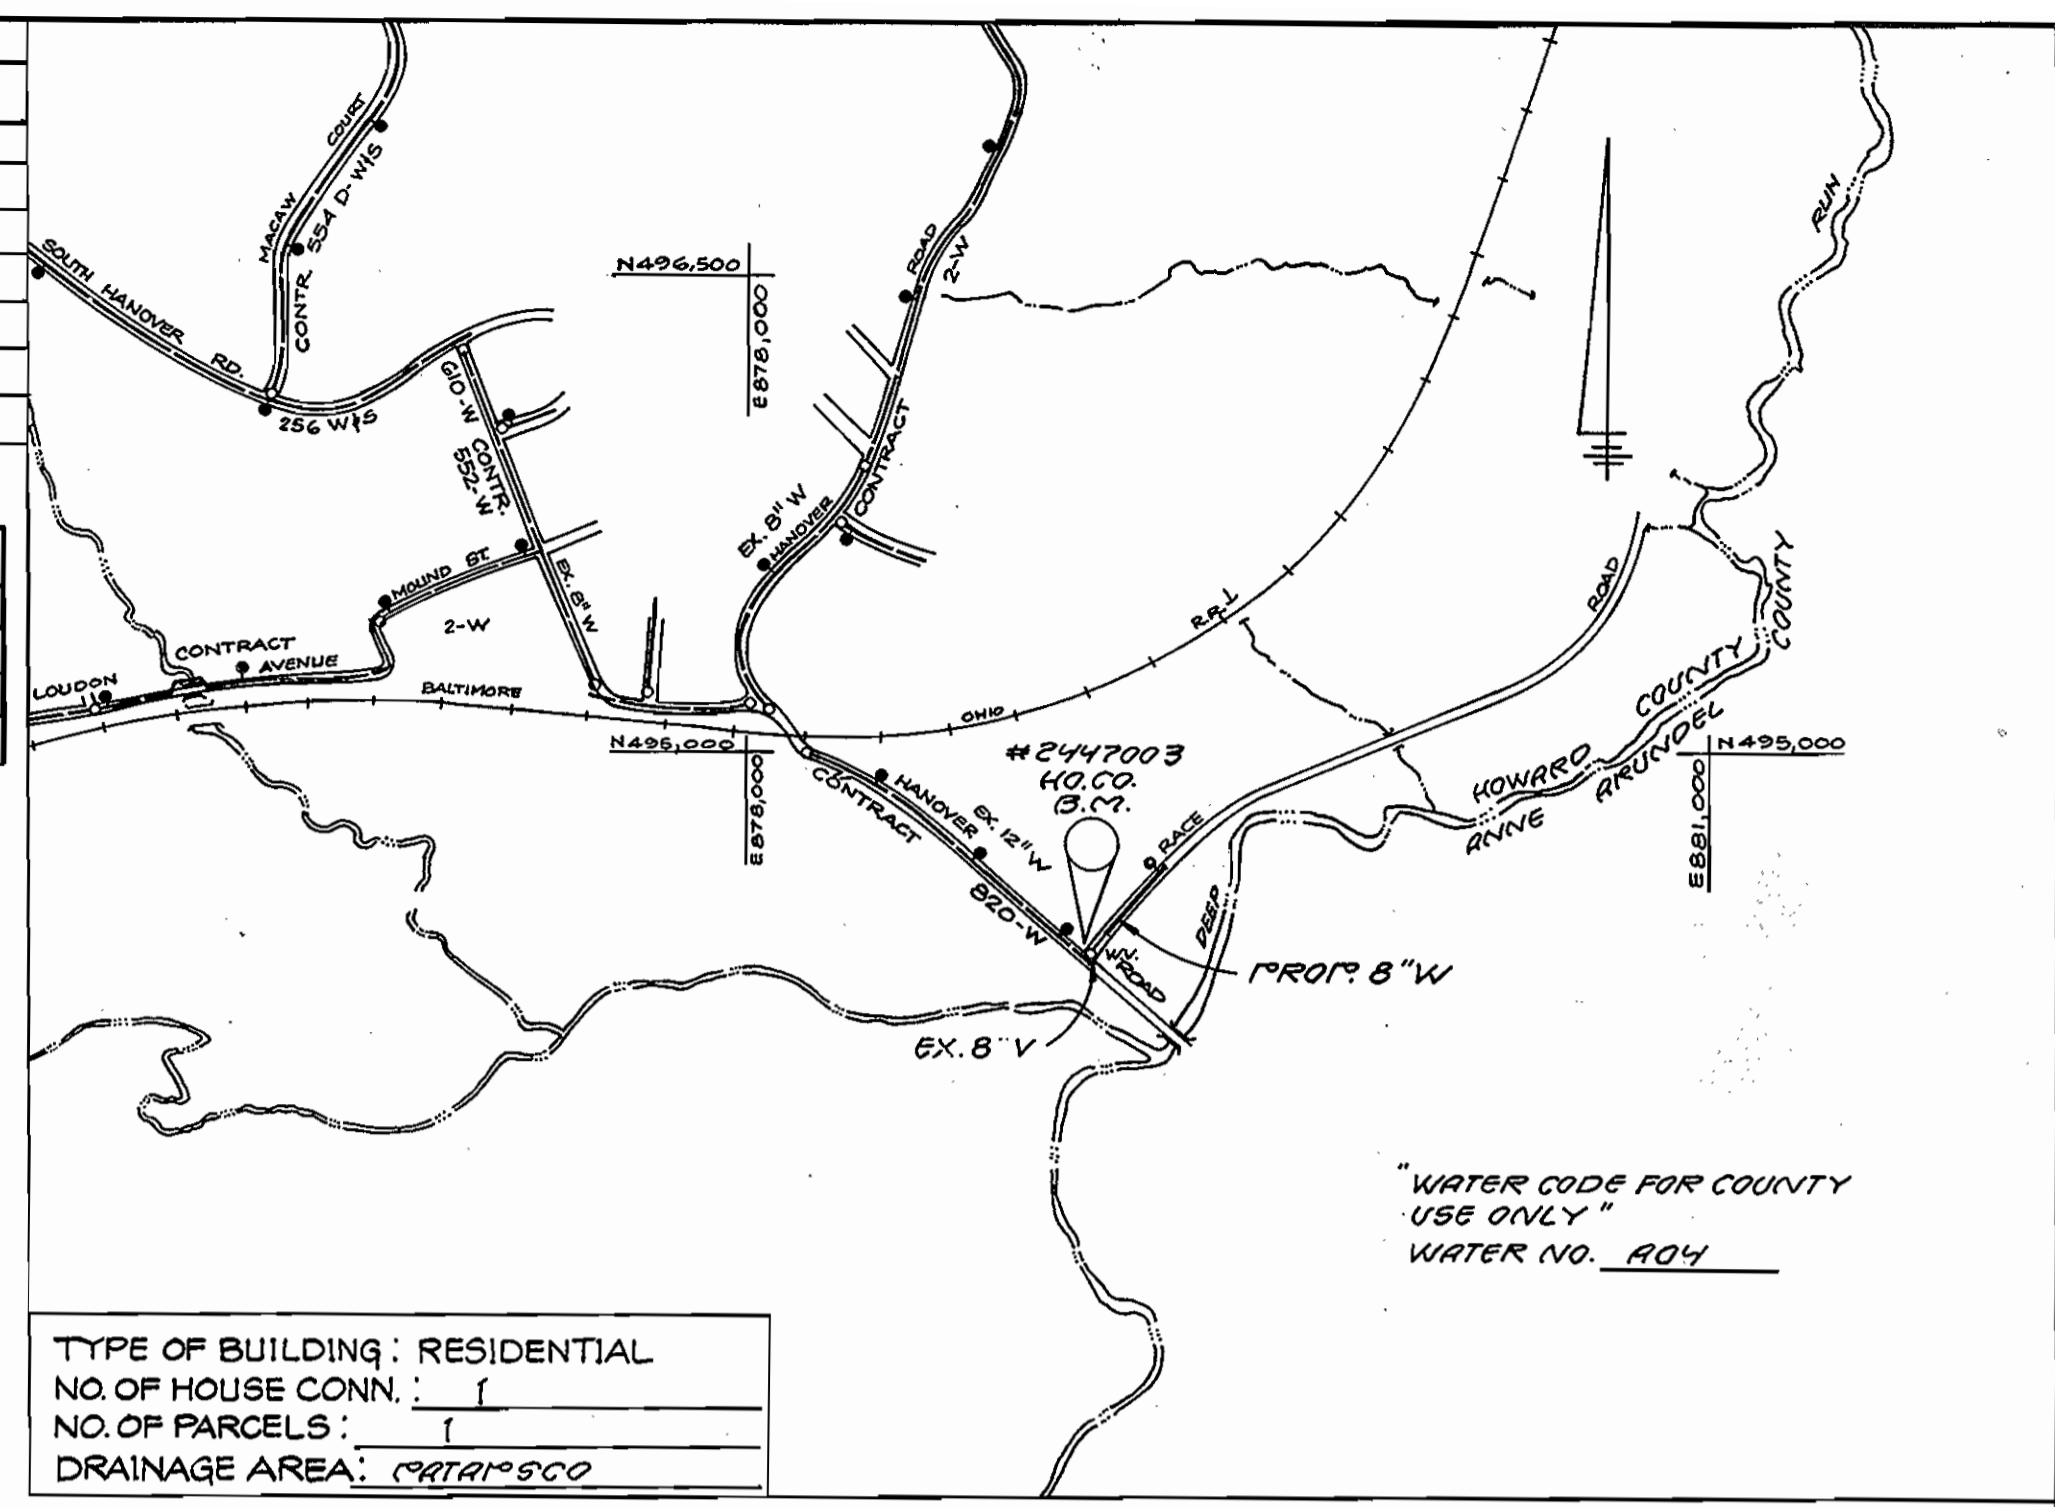 MACAW COURT
CONTR. 554 D-W&S
SOUTH HANOVER RD.
256 W&S
N496,500
E878,000
ROAD
2-W
RUN
610-W CONTR.
552-W
EX. 8" W
HANOVER
CONTRACT
MOUND ST.
EX. 8" W
2-W
CONTRACT
LOUDON AVENUE
BALTIMORE
OHIO
R.R.
ROAD
COUNTY
COUNTY
HOWARD
ANNE ARUNDEL
N495,000
E878,000
N495,000
E881,000
#2447003
HO.CO.
B.M.
HANOVER
CONTRACT
EX. 12" W
820-W
RACE
DEEP
W.V.
ROAD
PROP. 8" W
EX. 8" V
"WATER CODE FOR COUNTY
USE ONLY"
WATER NO. A04
TYPE OF BUILDING: RESIDENTIAL
NO. OF HOUSE CONN.: 1
NO. OF PARCELS: 1
DRAINAGE AREA: PATAPSCO